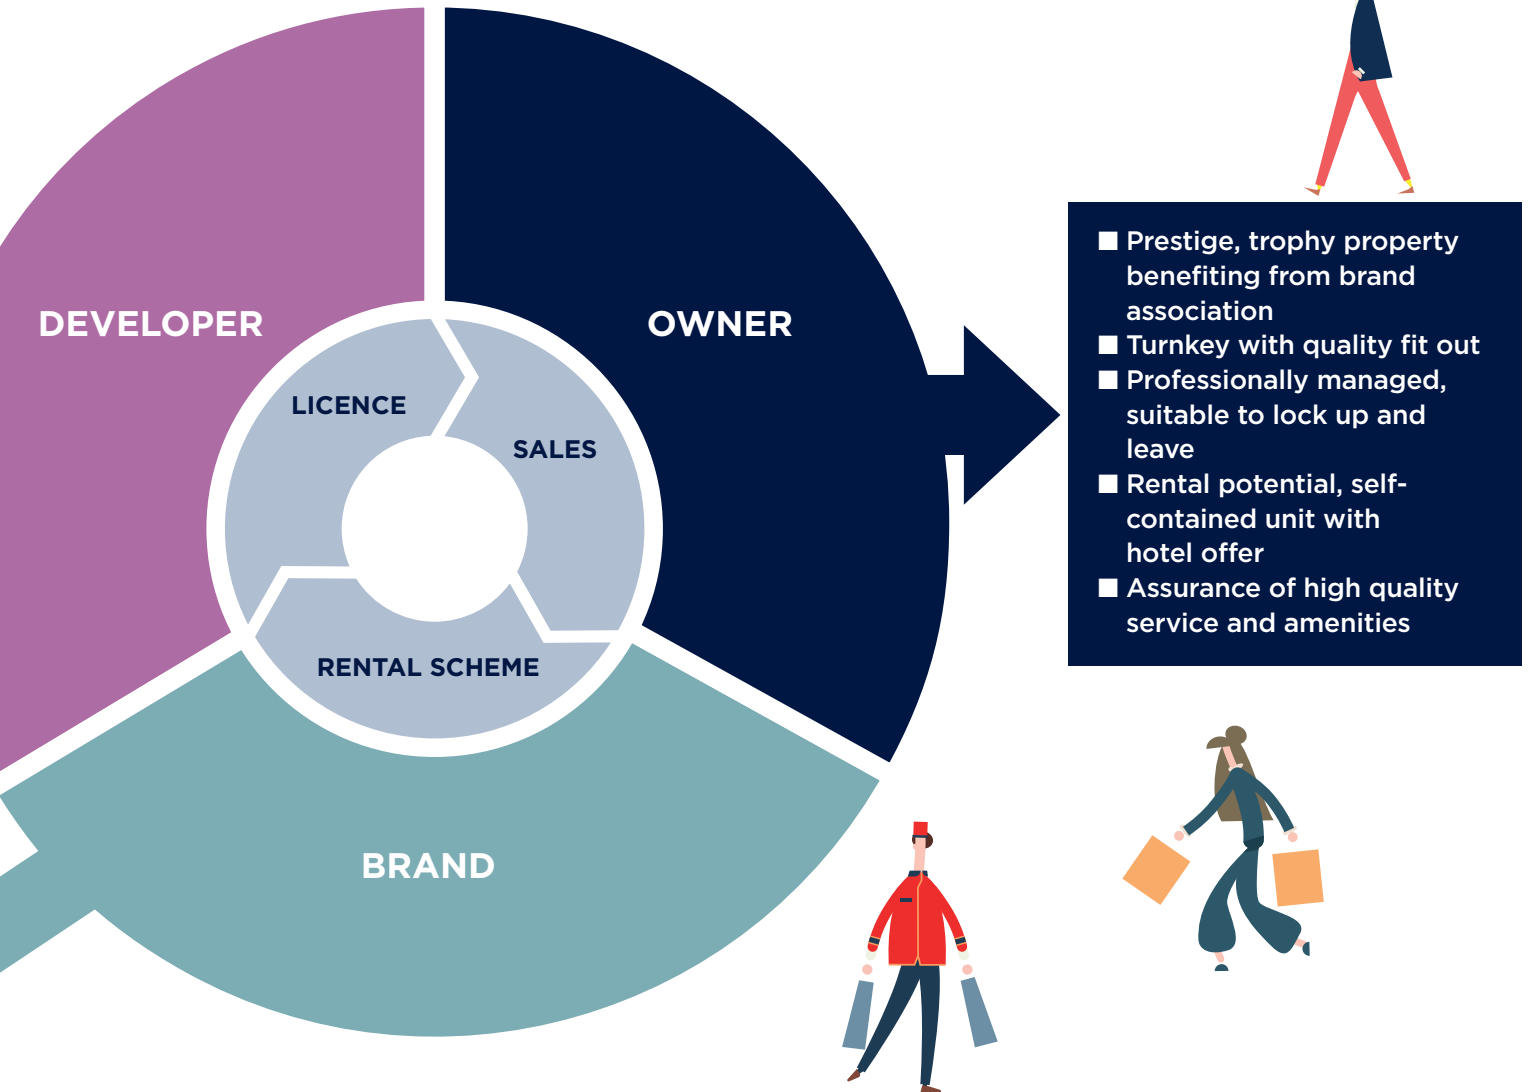 DEVELOPER
OWNER
LICENCE
SALES
RENTAL SCHEME
BRAND
■ Prestige, trophy property
benefiting from brand
association
■ Turnkey with quality fit out
■ Professionally managed,
suitable to lock up and
leave
■ Rental potential, self-
contained unit with
hotel offer
■ Assurance of high quality
service and amenities